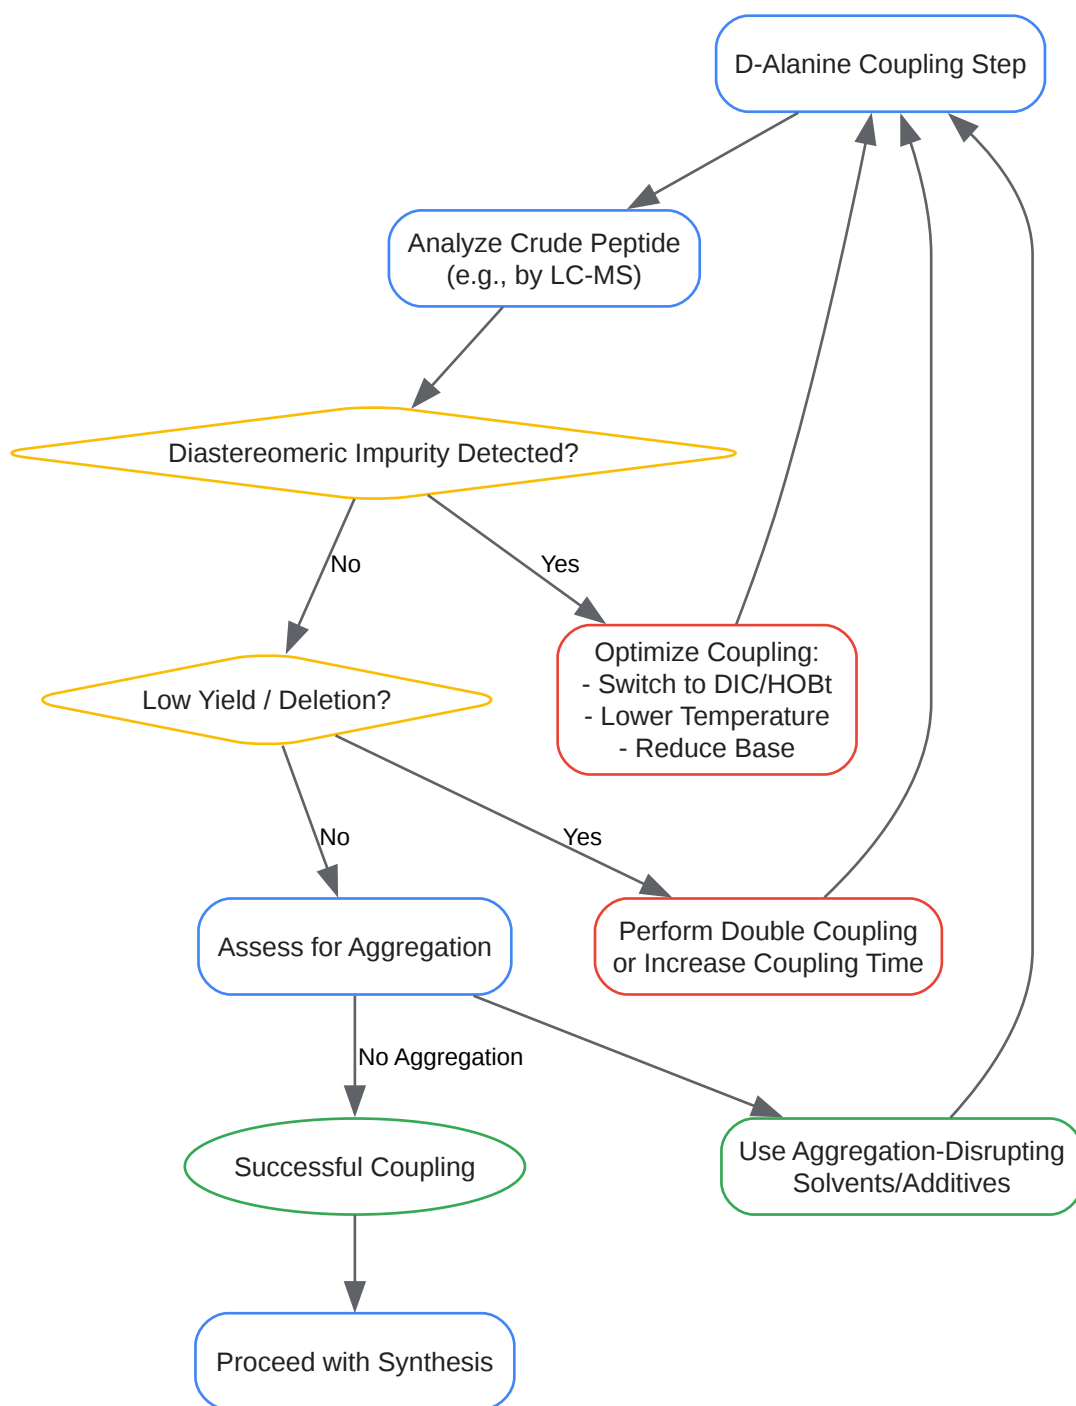 D-Alanine Coupling Step
Analyze Crude Peptide
(e.g., by LC-MS)
Diastereomeric Impurity Detected?
No
Yes
Optimize Coupling:
- Switch to DIC/HOBt
- Lower Temperature
- Reduce Base
Low Yield / Deletion?
No
Yes
Assess for Aggregation
Perform Double Coupling
or Increase Coupling Time
No Aggregation
Successful Coupling
Use Aggregation-Disrupting
Solvents/Additives
Proceed with Synthesis